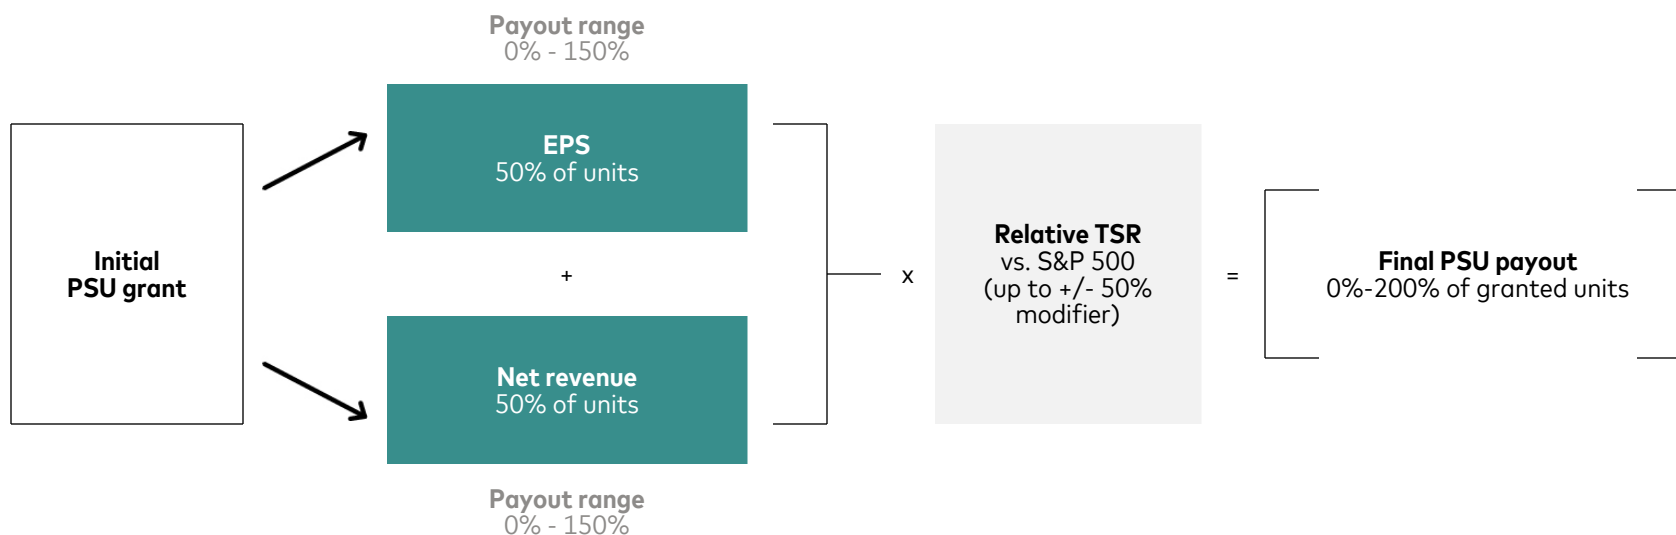 Payout range
0% - 150%
EPS
50% of units
Initial
PSU grant
+
Net revenue
50% of units
Payout range
0% - 150%
x
Relative TSR
vs. S&P 500
(up to +/- 50%
modifier)
=
Final PSU payout
0%-200% of granted units